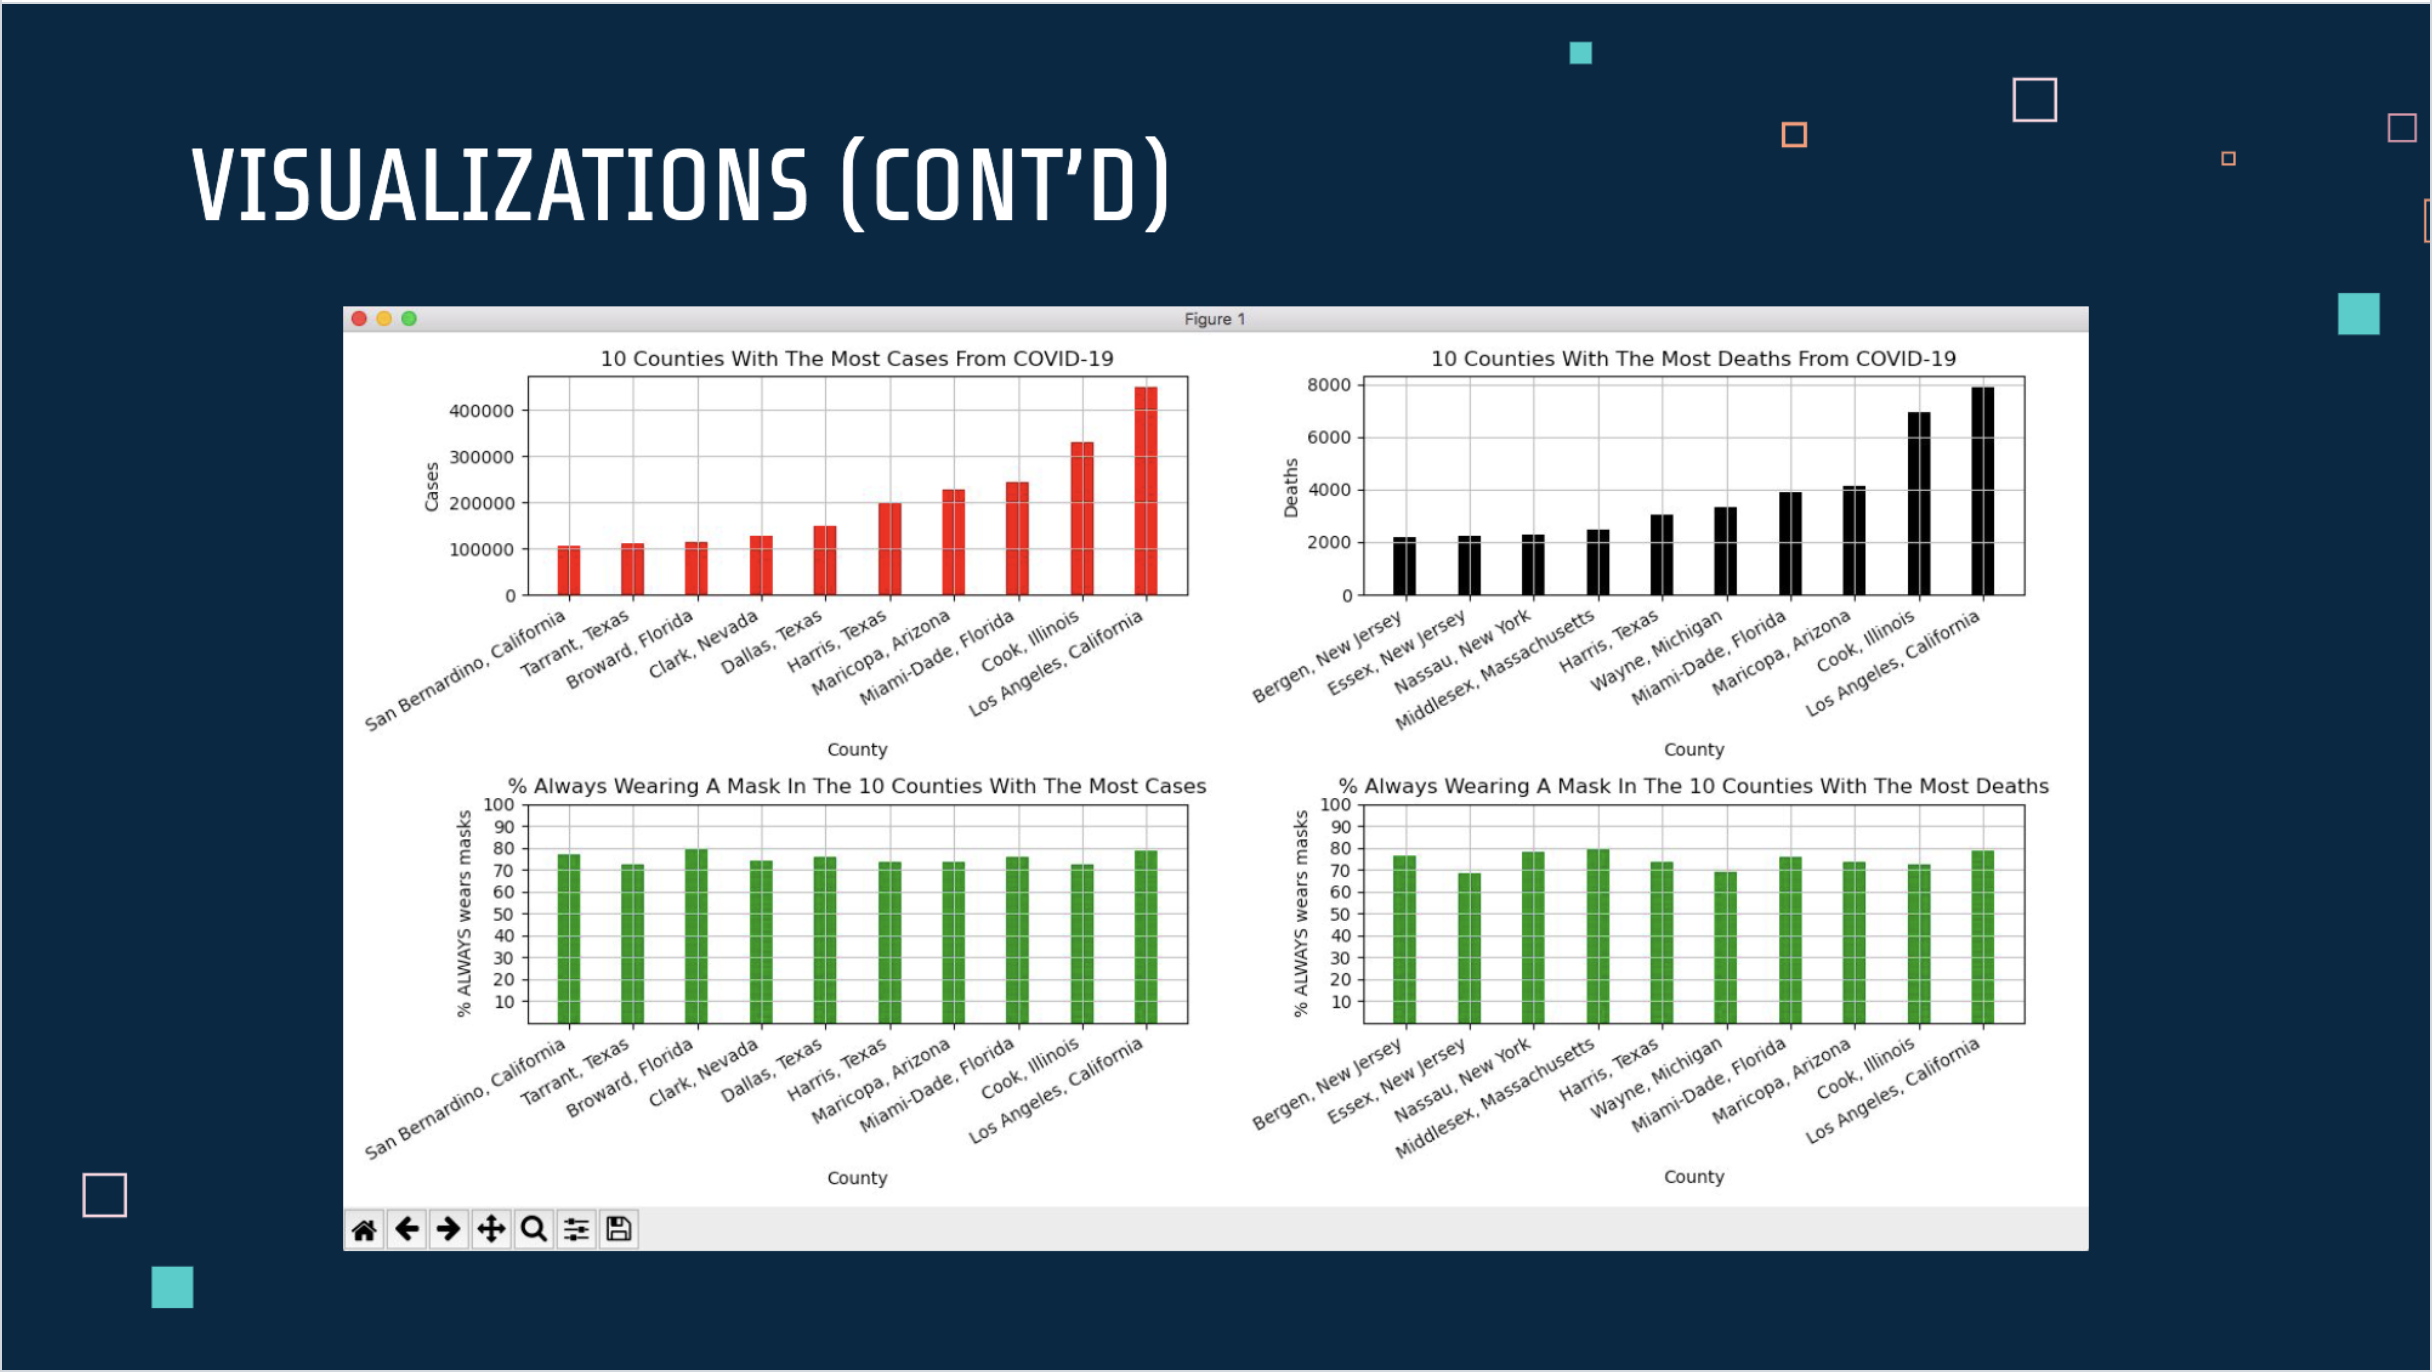 VISUALIZATIONS (CONT'D)
Figure 1
10 Counties With The Most Cases From COVID-19
Cases
400000
300000
200000
100000
0
San Bernardino, California
Tarrant, Texas
Broward, Florida
Clark, Nevada
Dallas, Texas
Harris, Texas
Maricopa, Arizona
Miami-Dade, Florida
Cook, Illinois
Los Angeles, California
County
10 Counties With The Most Deaths From COVID-19
Deaths
8000
6000
4000
2000
0
Bergen, New Jersey
Essex, New Jersey
Nassau, New York
Middlesex, Massachusetts
Harris, Texas
Wayne, Michigan
Miami-Dade, Florida
Maricopa, Arizona
Cook, Illinois
Los Angeles, California
County
% Always Wearing A Mask In The 10 Counties With The Most Cases
% ALWAYS wears masks
100
90
80
70
60
50
40
30
20
10
San Bernardino, California
Tarrant, Texas
Broward, Florida
Clark, Nevada
Dallas, Texas
Harris, Texas
Maricopa, Arizona
Miami-Dade, Florida
Cook, Illinois
Los Angeles, California
County
% Always Wearing A Mask In The 10 Counties With The Most Deaths
% ALWAYS wears masks
100
90
80
70
60
50
40
30
20
10
Bergen, New Jersey
Essex, New Jersey
Nassau, New York
Middlesex, Massachusetts
Harris, Texas
Wayne, Michigan
Miami-Dade, Florida
Maricopa, Arizona
Cook, Illinois
Los Angeles, California
County